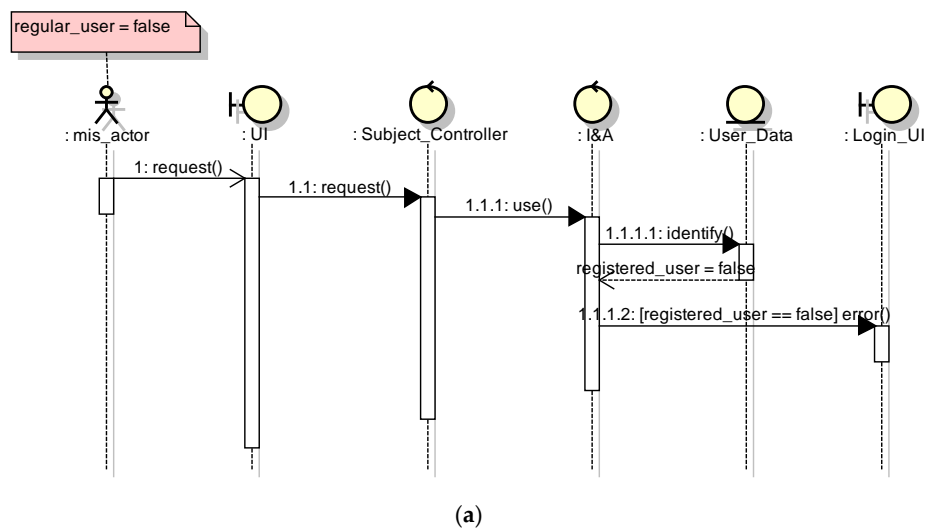 regular_user = false
: mis_actor
: UI
: Subject_Controller
: I&A
: User_Data
: Login_UI
1: request()
1.1: request()
1.1.1: use()
1.1.1.1: identify()
registered_user = false
1.1.1.2: [registered_user == false] error()
(a)